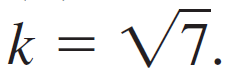 k = √7.